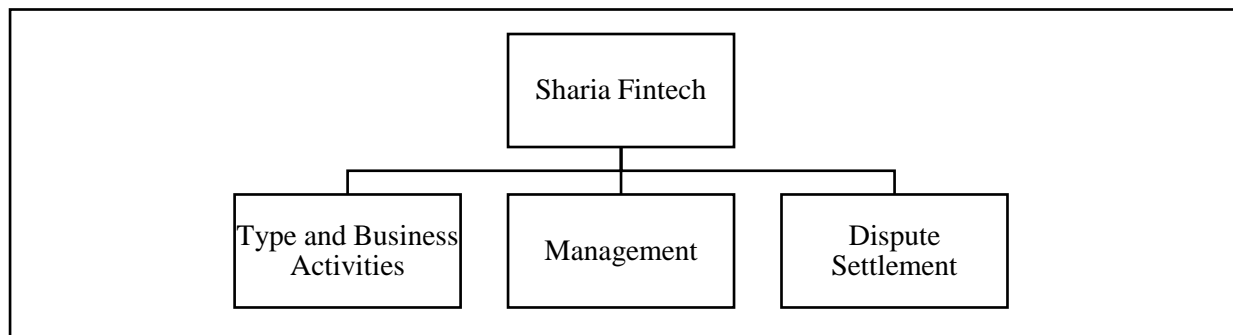 Sharia Fintech
Type and Business
Activities
Management
Dispute
Settlement